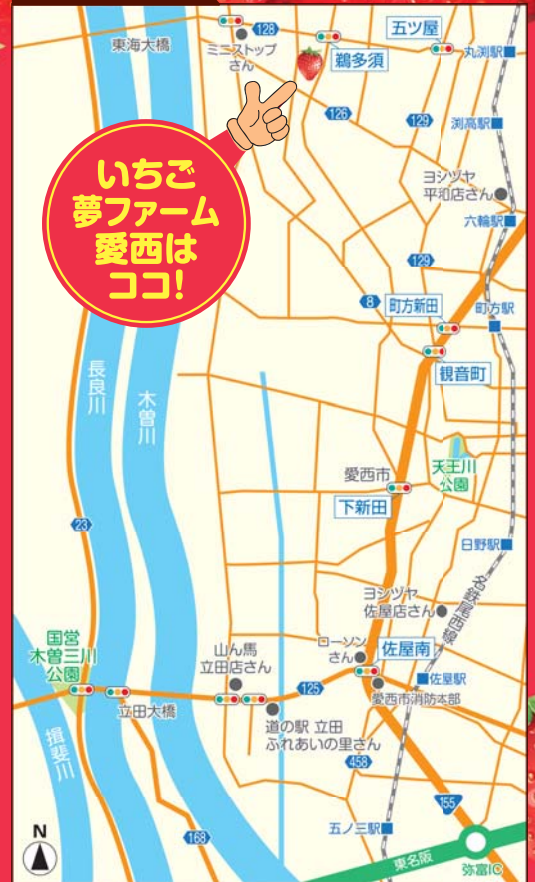 128
五ツ屋
東海大橋
ミニストップ
さん
鵜多須
丸渕駅
126
129
渕高駅
いちご
夢ファーム
愛西は
ココ!
ヨシヅヤ
平和店さん
六輪駅
129
8
町方新田
町方駅
観音町
長良川
木曽川
天王川
公園
愛西市
下新田
23
日野駅
ヨシヅヤ
佐屋店さん
名鉄尾西線
国営
木曽三川
公園
山ん馬
立田店さん
ローソン
さん
佐屋南
佐屋駅
125
愛西市消防本部
立田大橋
道の駅 立田
ふれあいの里さん
揖斐川
458
155
168
五ノ三駅
N
東名阪
弥富IC